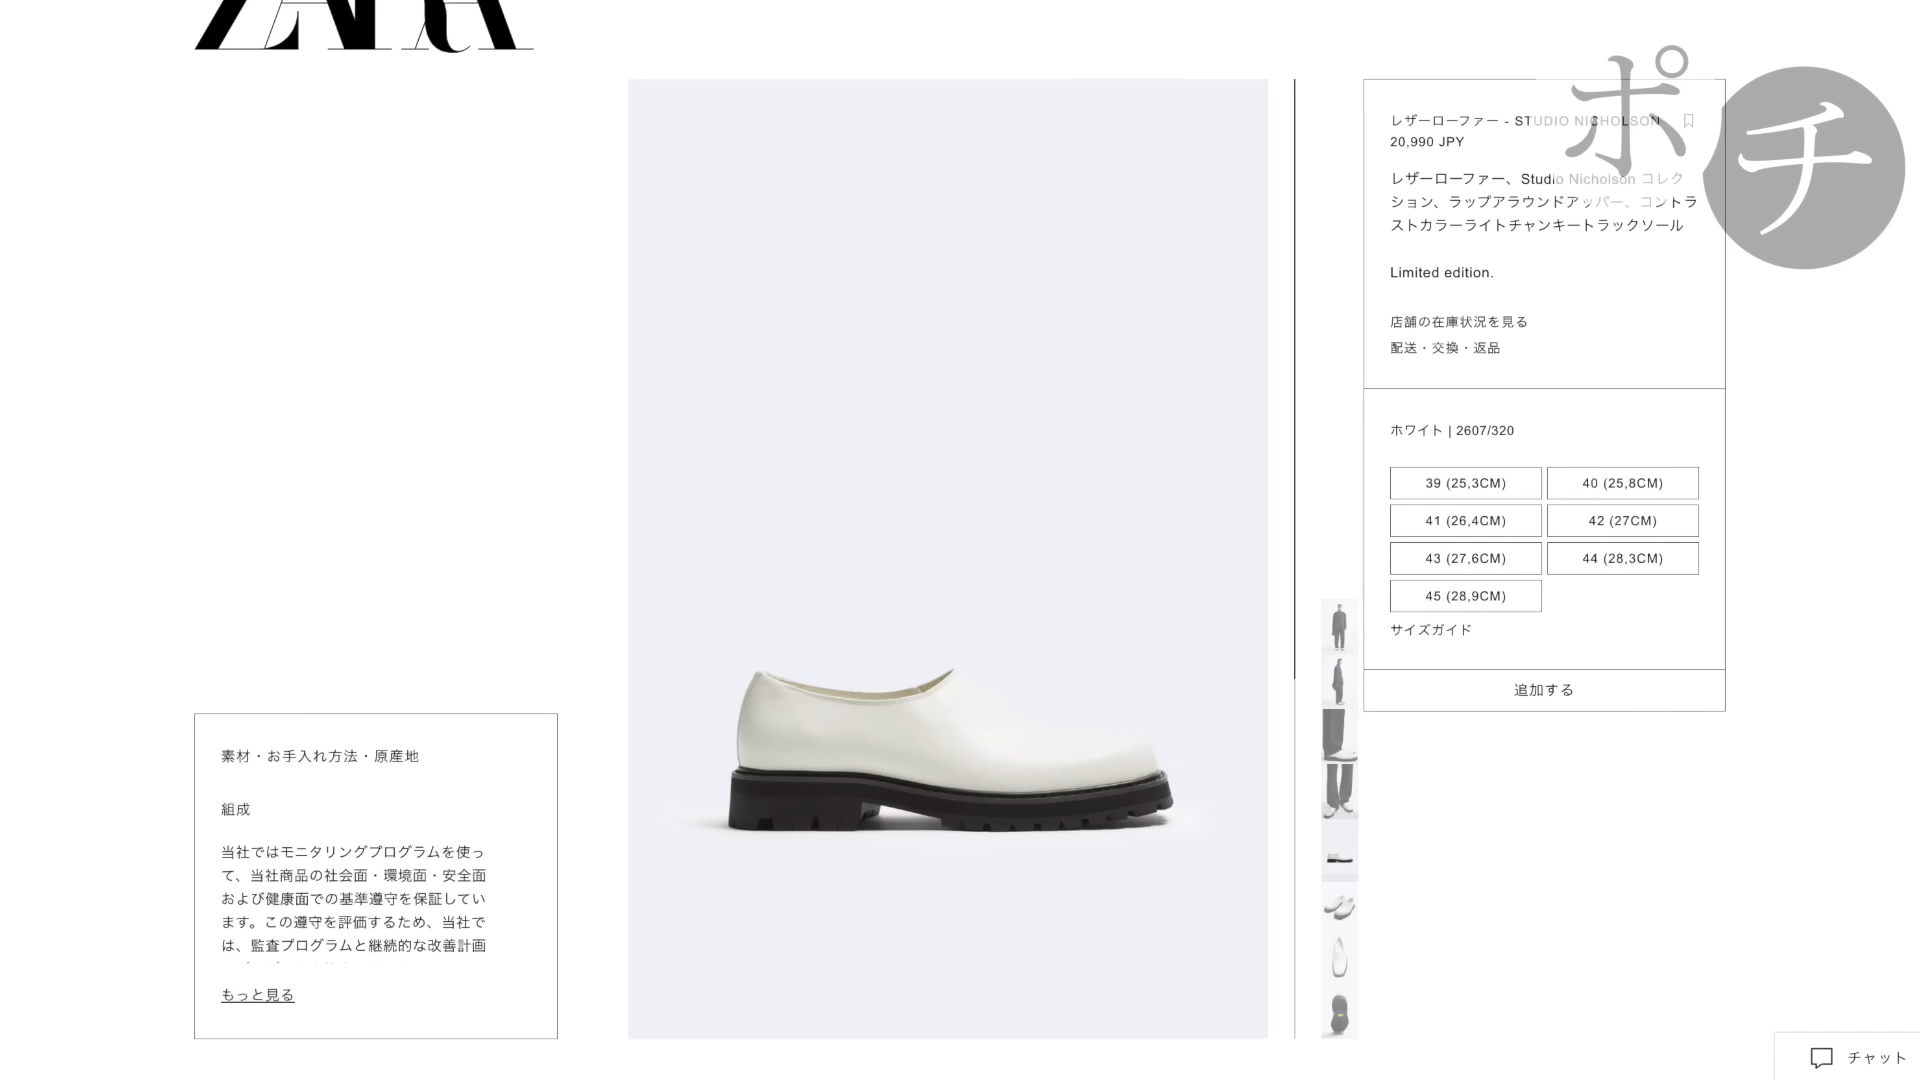 ZARA
ポチ
レザーローファー - STUDIO NICHOLSON
20,990 JPY
レザーローファー、Studio Nicholson コレク
ション、ラップアラウンドアッパー、コントラ
ストカラーライトチャンキートラックソール
Limited edition.
店舗の在庫状況を見る
配送・交換・返品
ホワイト | 2607/320
39 (25,3CM)
40 (25,8CM)
41 (26,4CM)
42 (27CM)
43 (27,6CM)
44 (28,3CM)
45 (28,9CM)
サイズガイド
追加する
素材・お手入れ方法・原産地
組成
当社ではモニタリングプログラムを使っ
て、当社商品の社会面・環境面・安全面
および健康面での基準遵守を保証してい
ます。この遵守を評価するため、当社で
は、監査プログラムと継続的な改善計画
もっと見る
チャット